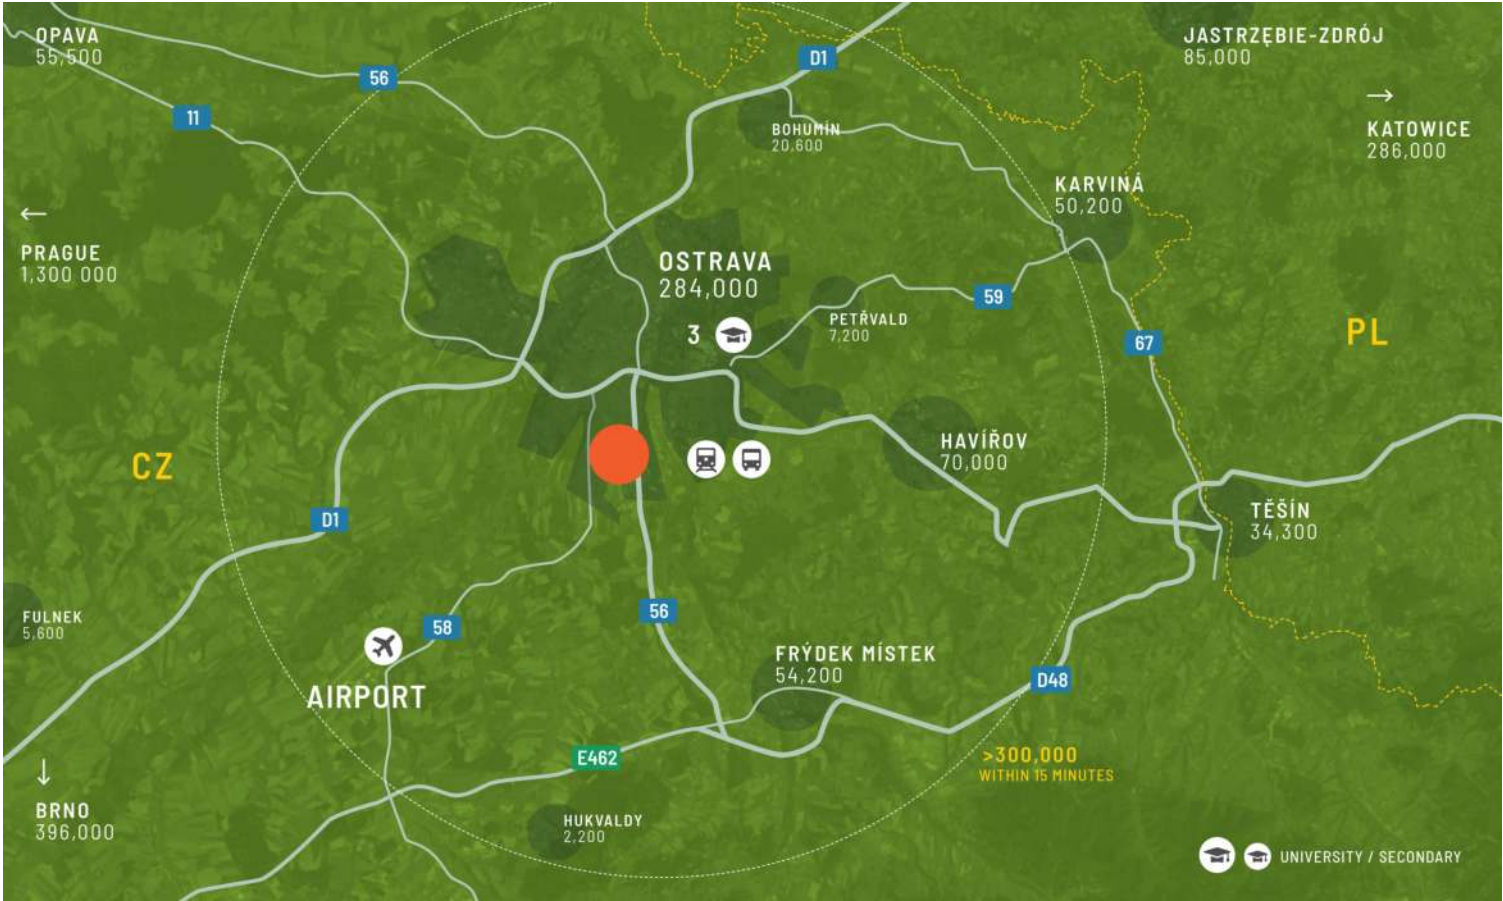 OPAVA
55,500
56
11
D1
BOHUMÍN
20,600
JASTRZĘBIE-ZDRÓJ
85,000
→
KATOWICE
286,000
KARVINÁ
50,200
←
PRAGUE
1,300 000
OSTRAVA
284,000
3
PETŘVALD
7,200
59
67
PL
CZ
HAVÍŘOV
70,000
D1
TĚŠÍN
34,300
FULNEK
5,600
58
56
AIRPORT
FRÝDEK MÍSTEK
54,200
D48
E462
>300,000
WITHIN 15 MINUTES
↓
BRNO
396,000
HUKVALDY
2,200
UNIVERSITY / SECONDARY